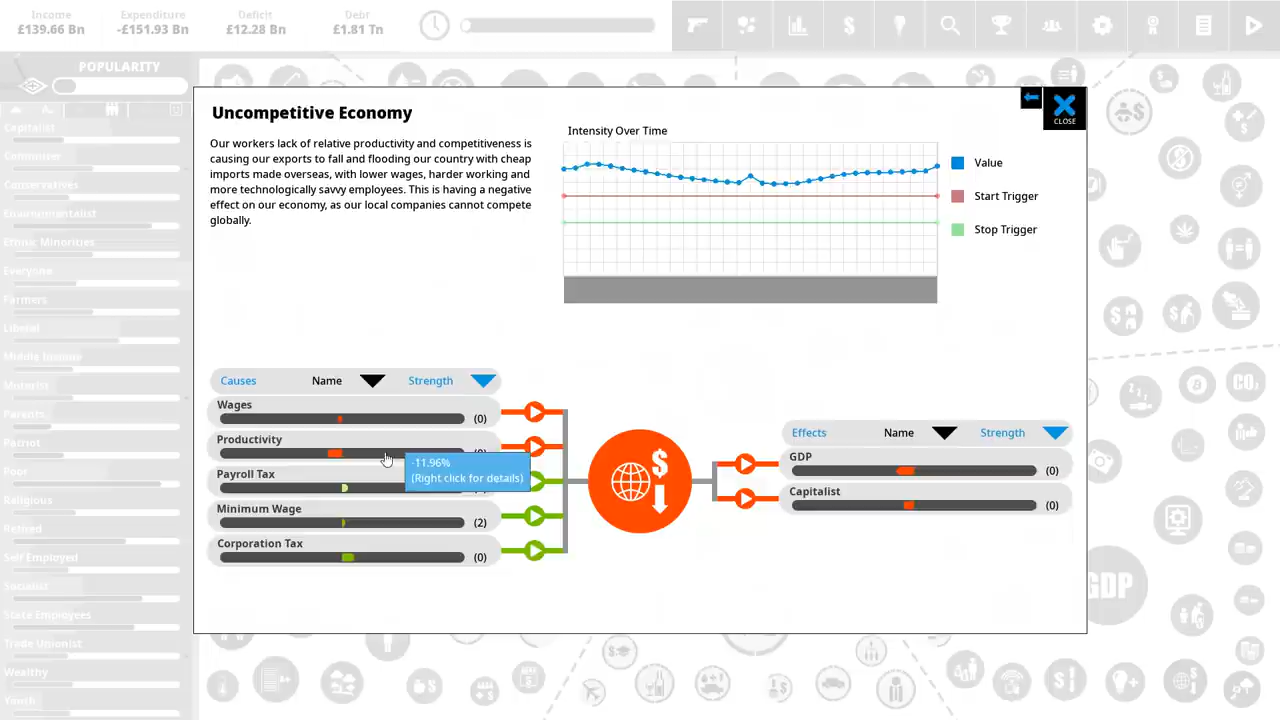 Income
Expenditure
Deficit
Debt
£139.66 Bn
-£151.93 Bn
£12.28 Bn
£1.81 Tn
POPULARITY
Capitalist
Commuter
Conservatives
Environmentalist
Ethnic Minorities
Everyone
Farmers
Liberal
Middle Income
Motorist
Parents
Patriot
Poor
Religious
Retired
Self Employed
Socialist
State Employees
Trade Unionist
Wealthy
Youth
Uncompetitive Economy
CLOSE
Our workers lack of relative productivity and competitiveness is
causing our exports to fall and flooding our country with cheap
imports made overseas, with lower wages, harder working and
more technologically savvy employees. This is having a negative
effect on our economy, as our local companies cannot compete
globally.
Intensity Over Time
Value
Start Trigger
Stop Trigger
Causes
Name
Strength
Wages
(0)
Productivity
-11.96%
(Right click for details)
Payroll Tax
Minimum Wage
(2)
Corporation Tax
(0)
Effects
Name
Strength
GDP
(0)
Capitalist
(0)
CO₂
GDP